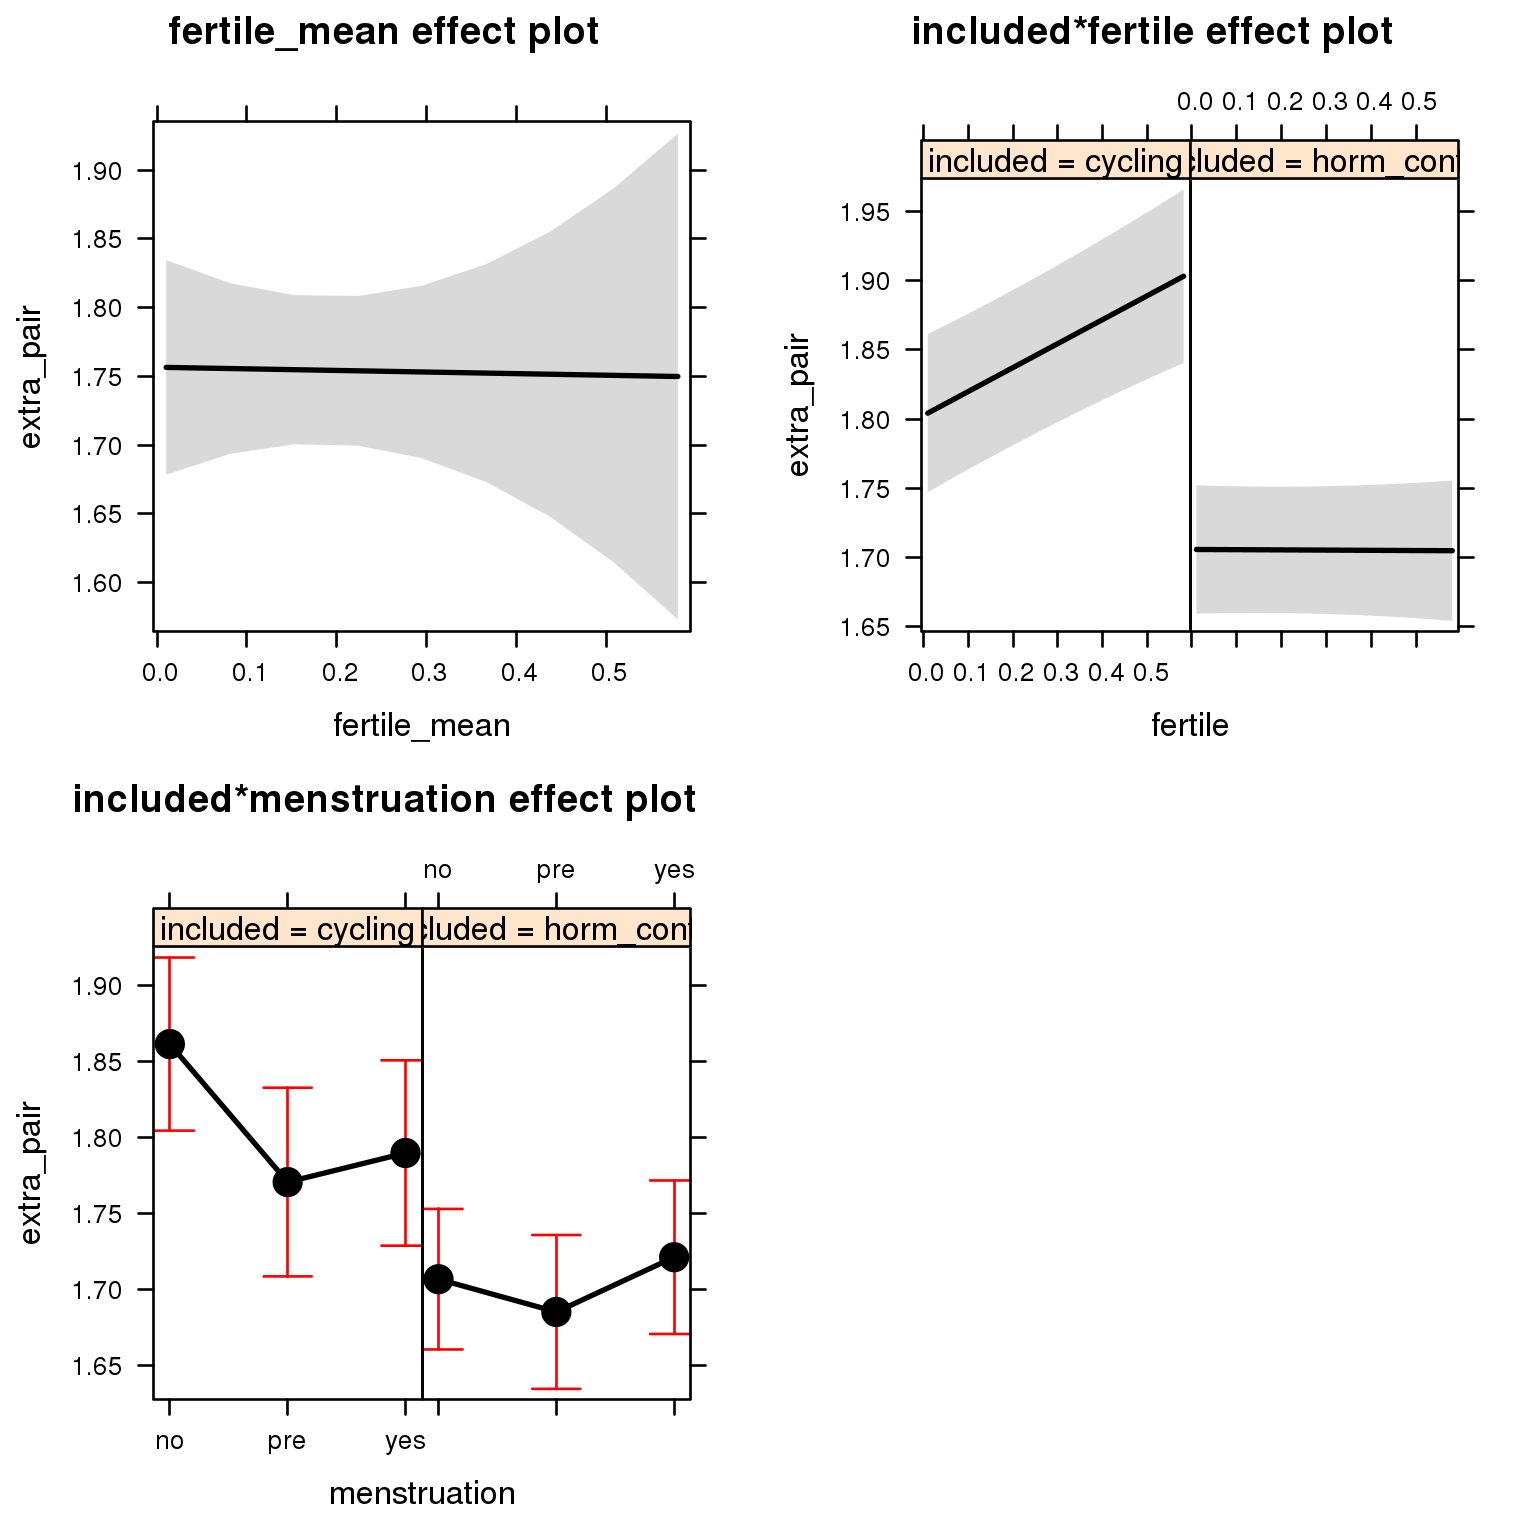 fertile_mean effect plot
1.90
1.85
1.80
1.75
1.70
1.65
1.60
extra_pair
0.0 0.1 0.2 0.3 0.4 0.5
fertile_mean
included*fertile effect plot
0.0 0.1 0.2 0.3 0.4 0.5
included = cycling
cluded = horm_cont
1.95
1.90
1.85
1.80
1.75
1.70
1.65
extra_pair
0.0 0.1 0.2 0.3 0.4 0.5
fertile
included*menstruation effect plot
no pre yes
included = cycling
cluded = horm_cont
1.90
1.85
1.80
1.75
1.70
1.65
extra_pair
no pre yes
menstruation